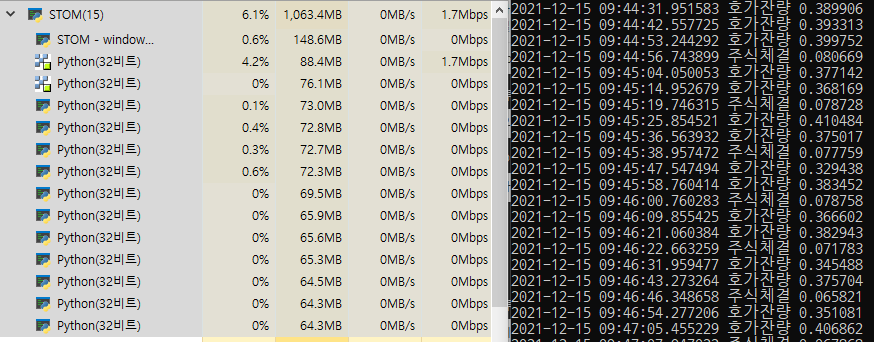 STOM(15) 6.1% 1,063.4MB 0MB/s 1.7Mbps
STOM - window... 0.6% 148.6MB 0MB/s 0Mbps
Python(32비트) 4.2% 88.4MB 0MB/s 1.7Mbps
Python(32비트) 0% 76.1MB 0MB/s 0Mbps
Python(32비트) 0.1% 73.0MB 0MB/s 0Mbps
Python(32비트) 0.4% 72.8MB 0MB/s 0Mbps
Python(32비트) 0.3% 72.7MB 0MB/s 0Mbps
Python(32비트) 0.6% 72.3MB 0MB/s 0Mbps
Python(32비트) 0% 69.5MB 0MB/s 0Mbps
Python(32비트) 0% 65.9MB 0MB/s 0Mbps
Python(32비트) 0% 65.6MB 0MB/s 0Mbps
Python(32비트) 0% 65.3MB 0MB/s 0Mbps
Python(32비트) 0% 64.5MB 0MB/s 0Mbps
Python(32비트) 0% 64.3MB 0MB/s 0Mbps
Python(32비트) 0% 64.3MB 0MB/s 0Mbps
2021-12-15 09:44:31.951583 호가잔량 0.389906
2021-12-15 09:44:42.557725 호가잔량 0.393313
2021-12-15 09:44:53.244292 호가잔량 0.399752
2021-12-15 09:44:56.743899 주식체결 0.080669
2021-12-15 09:45:04.050053 호가잔량 0.377142
2021-12-15 09:45:14.952679 호가잔량 0.368169
2021-12-15 09:45:19.746315 주식체결 0.078728
2021-12-15 09:45:25.854521 호가잔량 0.410484
2021-12-15 09:45:36.563932 호가잔량 0.375017
2021-12-15 09:45:38.957472 주식체결 0.077759
2021-12-15 09:45:47.547494 호가잔량 0.329438
2021-12-15 09:45:58.760414 호가잔량 0.383452
2021-12-15 09:46:00.760283 주식체결 0.078758
2021-12-15 09:46:09.855425 호가잔량 0.366602
2021-12-15 09:46:21.060384 호가잔량 0.382943
2021-12-15 09:46:22.663259 주식체결 0.071783
2021-12-15 09:46:31.959477 호가잔량 0.345488
2021-12-15 09:46:43.273264 호가잔량 0.375704
2021-12-15 09:46:46.348658 주식체결 0.065821
2021-12-15 09:46:54.277206 호가잔량 0.351081
2021-12-15 09:47:05.455229 호가잔량 0.406862